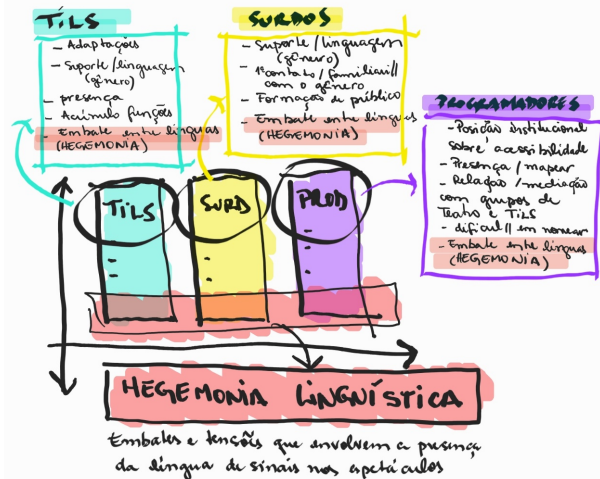 TILS
- Adaptações
- Suporte/linguagem
(gênero)
- presença
- Acúmulo funções
- Embate entre línguas
(HEGEMONIA)
SURDOS
- Suporte/linguagem
(gênero)
- 1º contato/familiari//
com o gênero
- Formação de público
- Embate entre línguas
(HEGEMONIA)
PROGRAMADORES
- Posição institucional
sobre acessibilidade
- Presença/mapear
- Relação/mediação
com grupos de
Teatro e TILS
- dificul// em nomear
- Embate entre línguas
(HEGEMONIA)
TILS
SURD
PROD
HEGEMONIA LINGUÍSTICA
Embates e tensões que envolvem a presença
da língua de sinais nos espetáculos